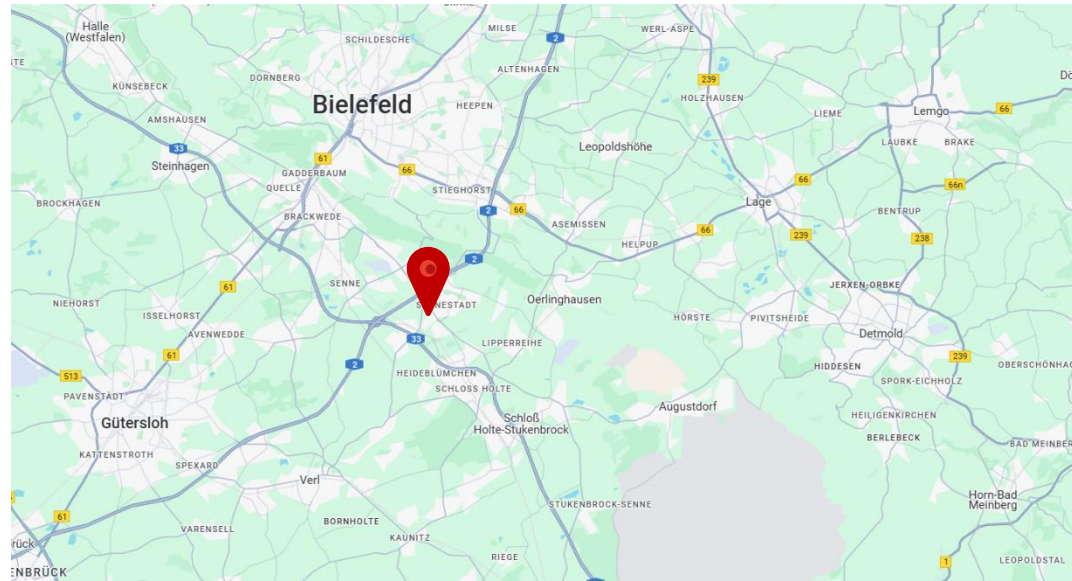 Halle
(Westfalen)
MILSE
2
WERL-ASPE
SCHILDESCHE
ALTENHAGEN
DORNBERG
239
KÜNSEBECK
HOLZHAUSEN
Bielefeld
HEEPEN
66
Lemgo
AMSHAUSEN
LIEME
33
Leopoldshöhe
LAUBKE
BRAKE
61
Steinhagen
GADDERBAUM
66
66
66n
QUELLE
STIEGHORST
BROCKHAGEN
Lage
BRACKWEDE
2
66
BENTRUP
ASEMISSEN
66
239
238
HELPUP
2
SENNE
JERXEN-ORBKE
61
NIEHORST
Oerlinghausen
ISSELHORST
HÖRSTE
PIVITSHEIDE
AVENWEDDE
33
Detmold
LIPPERREIHE
61
2
239
HIDDESEN
513
HEIDEBLÜMCHEN
SPORK-EICHHOLZ
PAVENSTÄDT
SCHLOSS HOLTE
Augustdorf
Gütersloh
Schloß
Holte-Stukenbrock
HEILIGENKIRCHEN
BERLEBECK
KATTENSTROTH
SPEXARD
Verl
Horn-Bad
Meinberg
STUKENBROCK-SENNE
61
BORNHOLTE
VARENSELL
KAUNITZ
RIEGE
1
LEOPOLDSTAL